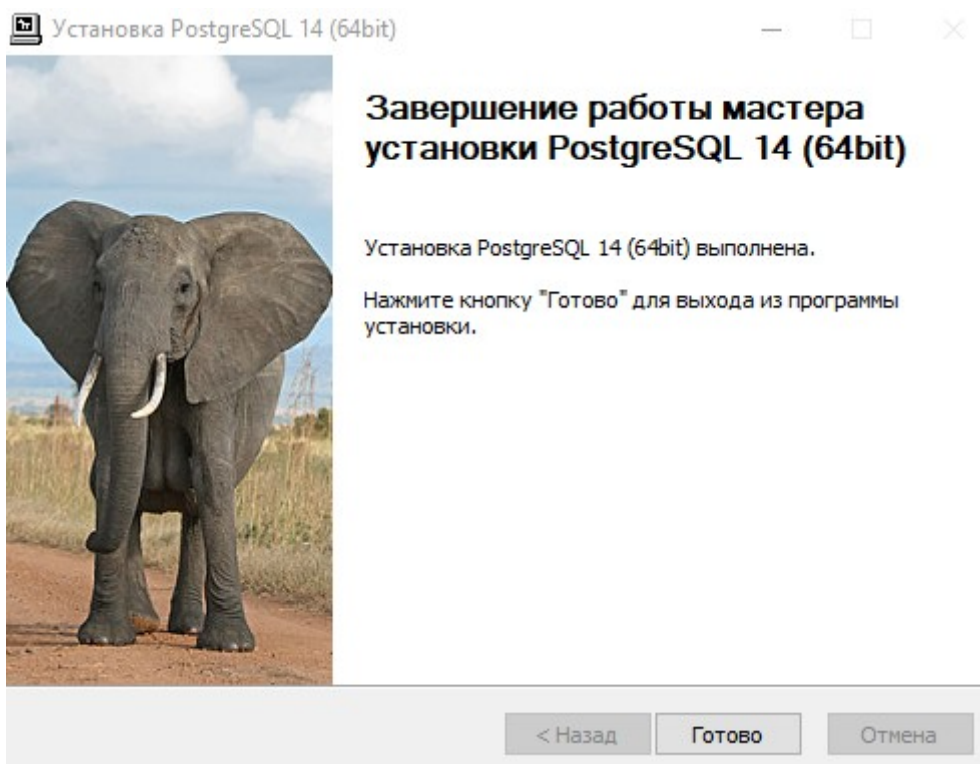 Установка PostgreSQL 14 (64bit)
Завершение работы мастера
установки PostgreSQL 14 (64bit)
Установка PostgreSQL 14 (64bit) выполнена.
Нажмите кнопку "Готово" для выхода из программы
установки.
< Назад
Готово
Отмена